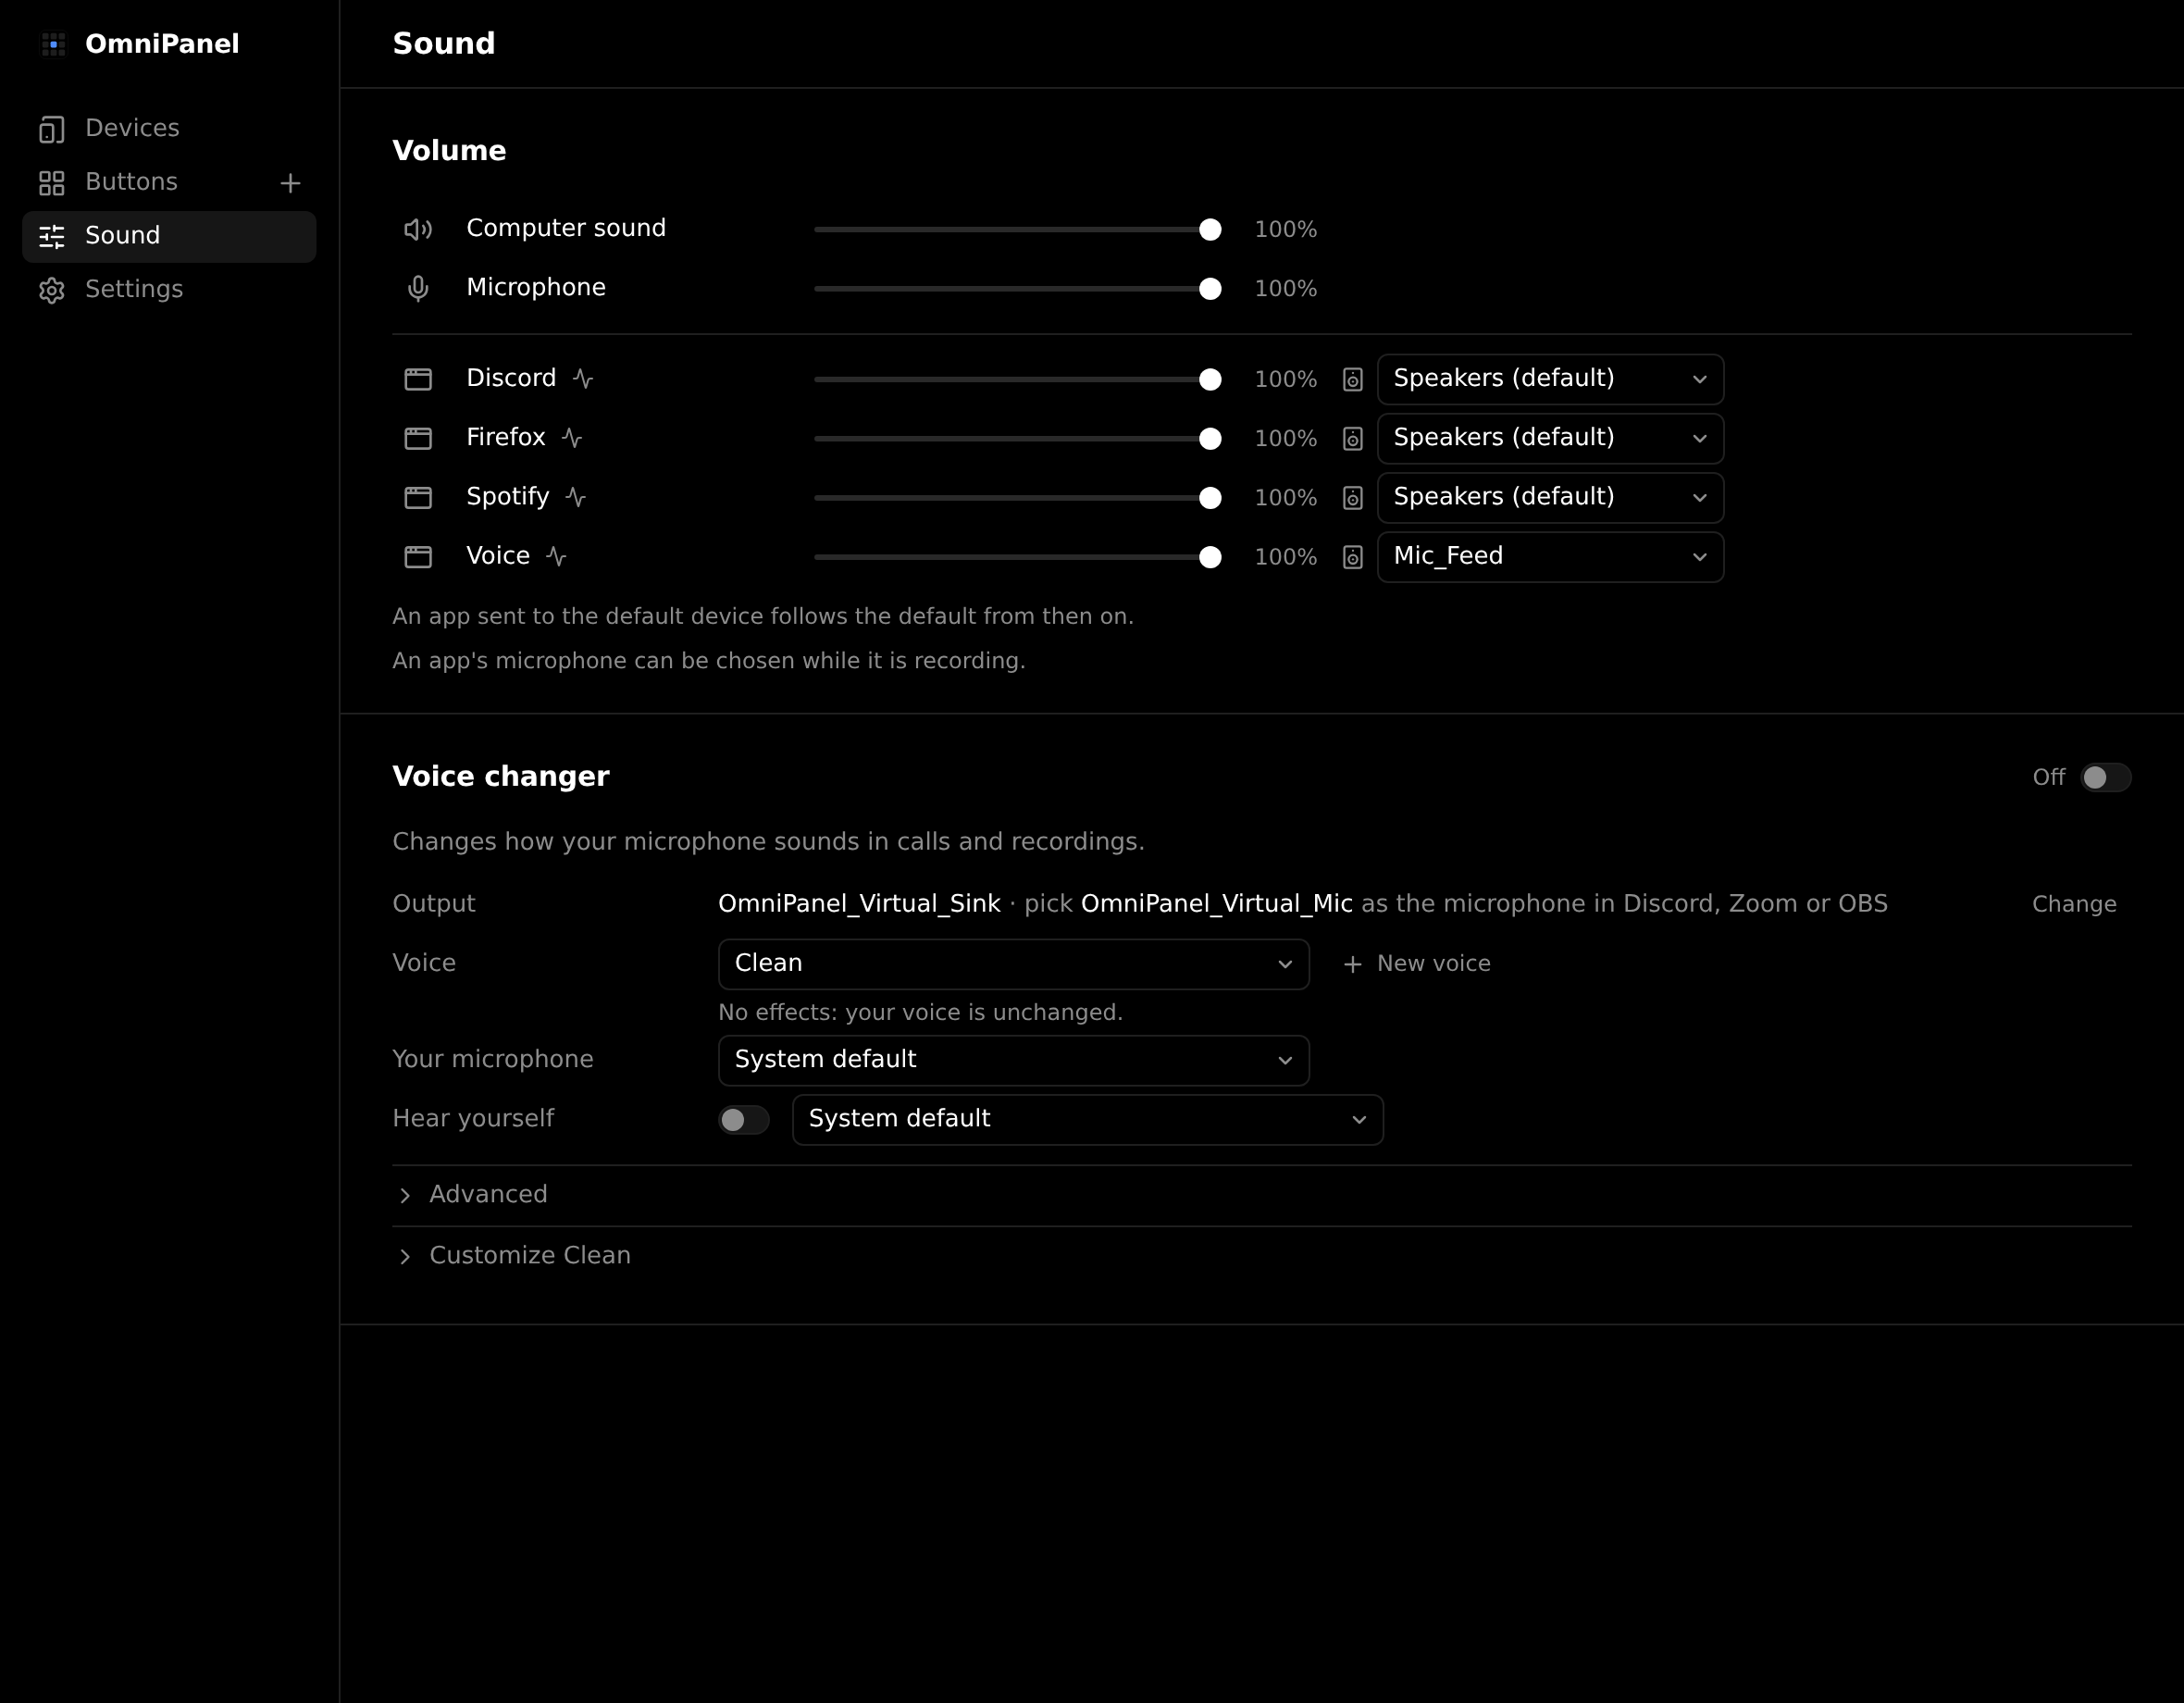 OmniPanel
Devices
Buttons
Sound
Settings
Sound
Volume
Computer sound 100%
Microphone 100%
Discord 100% Speakers (default)
Firefox 100% Speakers (default)
Spotify 100% Speakers (default)
Voice 100% Mic_Feed
An app sent to the default device follows the default from then on.
An app's microphone can be chosen while it is recording.
Voice changer Off
Changes how your microphone sounds in calls and recordings.
Output OmniPanel_Virtual_Sink · pick OmniPanel_Virtual_Mic as the microphone in Discord, Zoom or OBS Change
Voice Clean New voice
No effects: your voice is unchanged.
Your microphone System default
Hear yourself System default
Advanced
Customize Clean